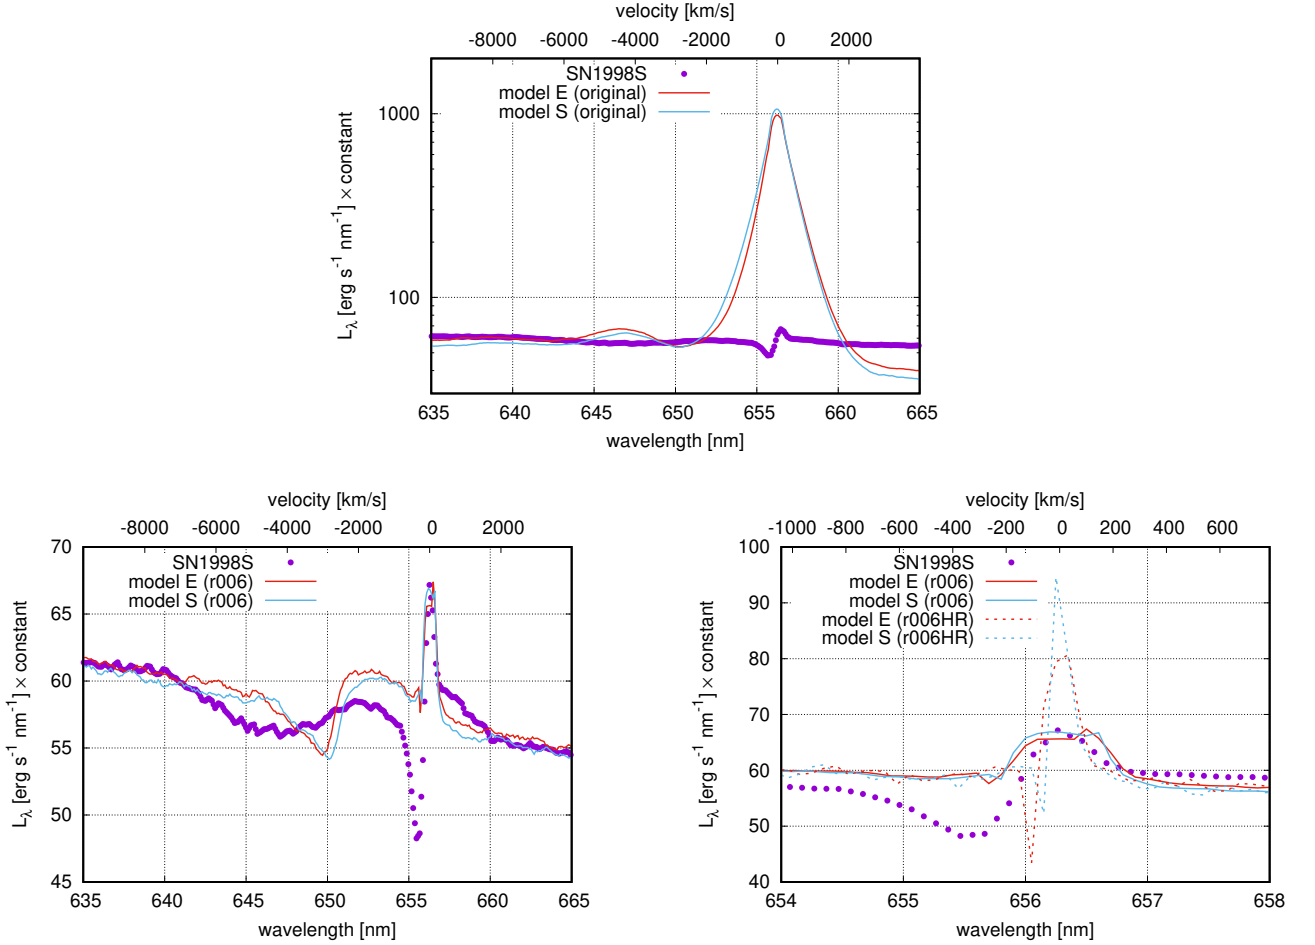 velocity [km/s]
-8000 -6000 -4000 -2000 0 2000
SN1998S
model E (original)
model S (original)
1000
100
L_λ [erg s^-1 nm^-1] × constant
635 640 645 650 655 660 665
wavelength [nm]
velocity [km/s]
-8000 -6000 -4000 -2000 0 2000
70
65
60
55
50
45
SN1998S
model E (r006)
model S (r006)
L_λ [erg s^-1 nm^-1] × constant
635 640 645 650 655 660 665
wavelength [nm]
velocity [km/s]
-1000 -800 -600 -400 -200 0 200 400 600
100
90
80
70
60
50
40
SN1998S
model E (r006)
model S (r006)
model E (r006HR)
model S (r006HR)
L_λ [erg s^-1 nm^-1] × constant
654 655 656 657 658
wavelength [nm]